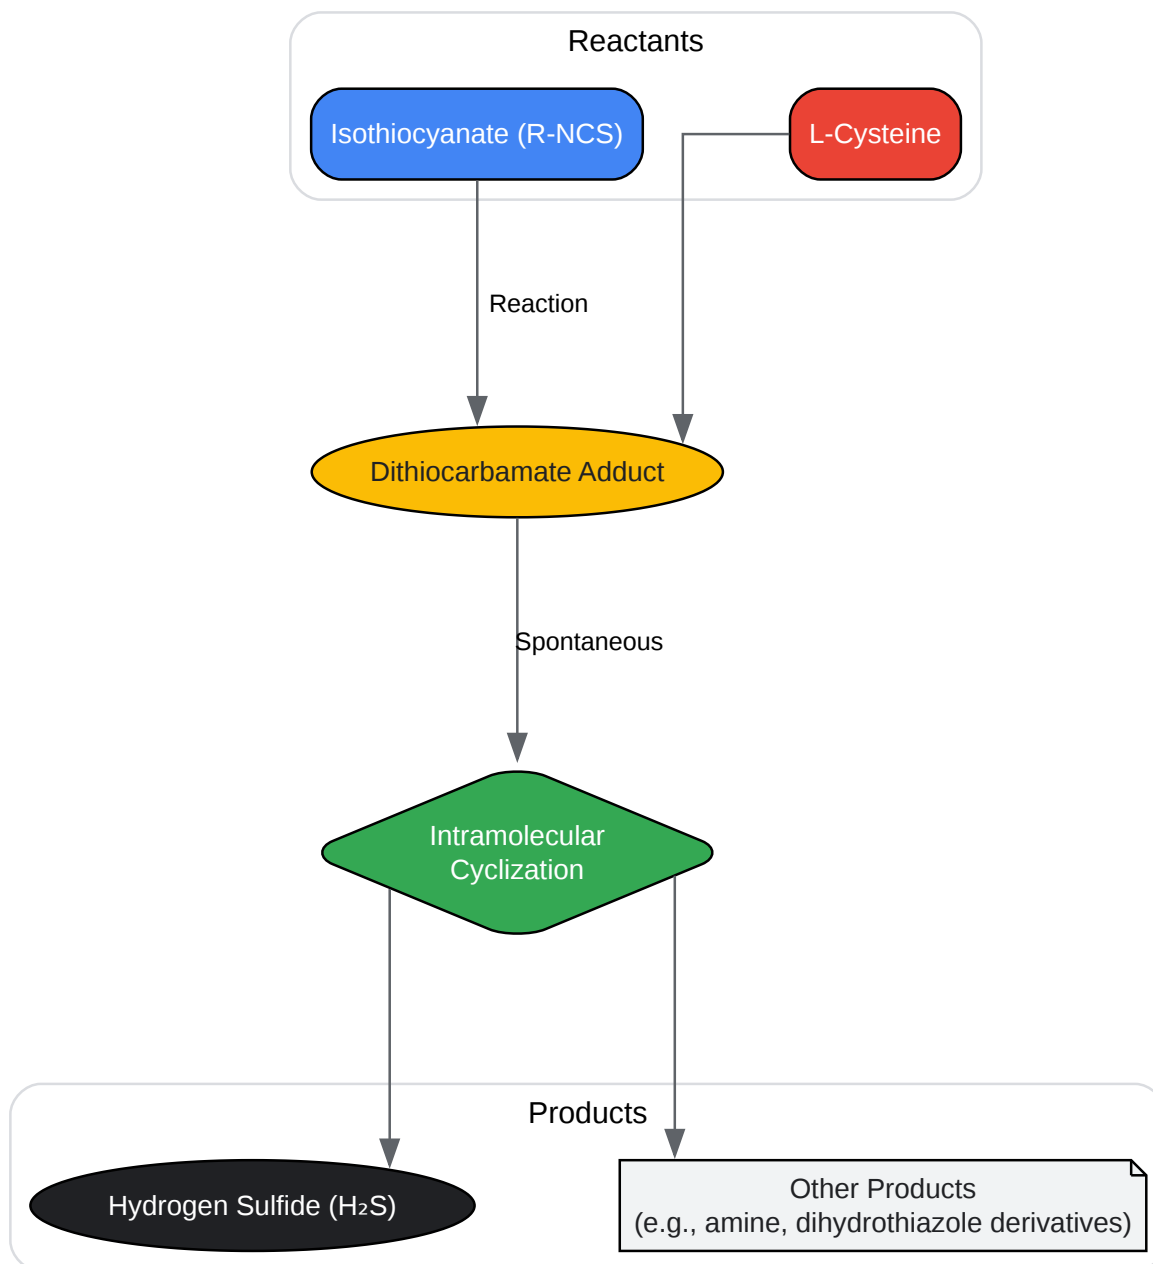 Reactants
Isothiocyanate (R-NCS)
L-Cysteine
Reaction
Dithiocarbamate Adduct
Spontaneous
Intramolecular
Cyclization
Products
Hydrogen Sulfide (H₂S)
Other Products
(e.g., amine, dihydrothiazole derivatives)